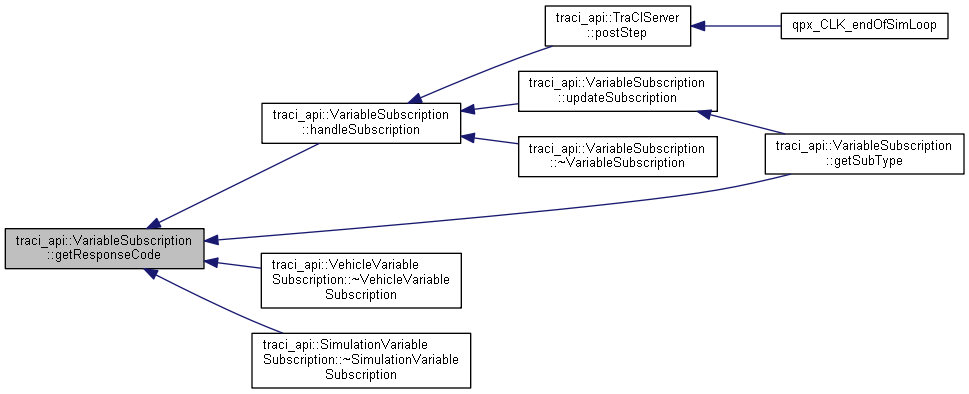 traci_api::TraCIServer
::postStep
qpx_CLK_endOfSimLoop
traci_api::VariableSubscription
::updateSubscription
traci_api::VariableSubscription
::handleSubscription
traci_api::VariableSubscription
::~VariableSubscription
traci_api::VariableSubscription
::getSubType
traci_api::VariableSubscription
::getResponseCode
traci_api::VehicleVariable
Subscription::~VehicleVariable
Subscription
traci_api::SimulationVariable
Subscription::~SimulationVariable
Subscription